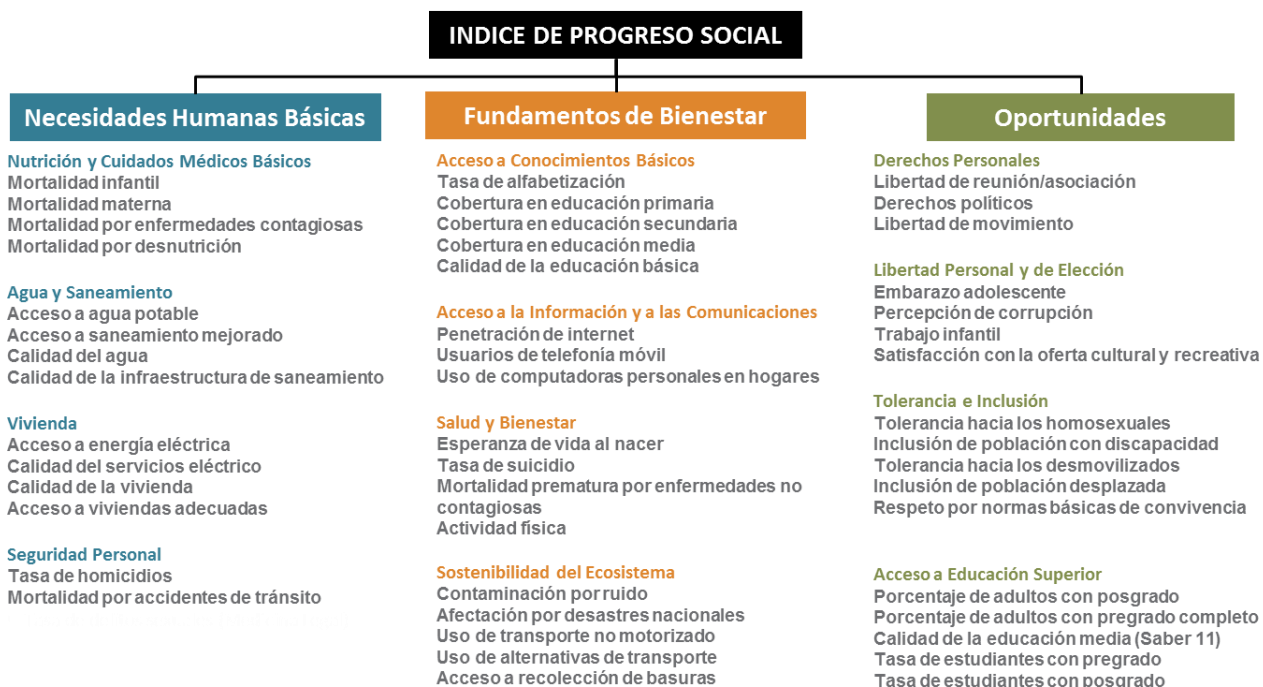 INDICE DE PROGRESO SOCIAL
Necesidades Humanas Básicas
Nutrición y Cuidados Médicos Básicos
Mortalidad infantil
Mortalidad materna
Mortalidad por enfermedades contagiosas
Mortalidad por desnutrición
Agua y Saneamiento
Acceso a agua potable
Acceso a saneamiento mejorado
Calidad del agua
Calidad de la infraestructura de saneamiento
Vivienda
Acceso a energía eléctrica
Calidad del servicios eléctrico
Calidad de la vivienda
Acceso a viviendas adecuadas
Seguridad Personal
Tasa de homicidios
Mortalidad por accidentes de tránsito
Fundamentos de Bienestar
Acceso a Conocimientos Básicos
Tasa de alfabetización
Cobertura en educación primaria
Cobertura en educación secundaria
Cobertura en educación media
Calidad de la educación básica
Acceso a la Información y a las Comunicaciones
Penetración de internet
Usuarios de telefonía móvil
Uso de computadoras personales en hogares
Salud y Bienestar
Esperanza de vida al nacer
Tasa de suicidio
Mortalidad prematura por enfermedades no
contagiosas
Actividad física
Sostenibilidad del Ecosistema
Contaminación por ruido
Afectación por desastres nacionales
Uso de transporte no motorizado
Uso de alternativas de transporte
Acceso a recolección de basuras
Oportunidades
Derechos Personales
Libertad de reunión/asociación
Derechos políticos
Libertad de movimiento
Libertad Personal y de Elección
Embarazo adolescente
Percepción de corrupción
Trabajo infantil
Satisfacción con la oferta cultural y recreativa
Tolerancia e Inclusión
Tolerancia hacia los homosexuales
Inclusión de población con discapacidad
Tolerancia hacia los desmovilizados
Inclusión de población desplazada
Respeto por normas básicas de convivencia
Acceso a Educación Superior
Porcentaje de adultos con posgrado
Porcentaje de adultos con pregrado completo
Calidad de la educación media (Saber 11)
Tasa de estudiantes con pregrado
Tasa de estudiantes con posgrado